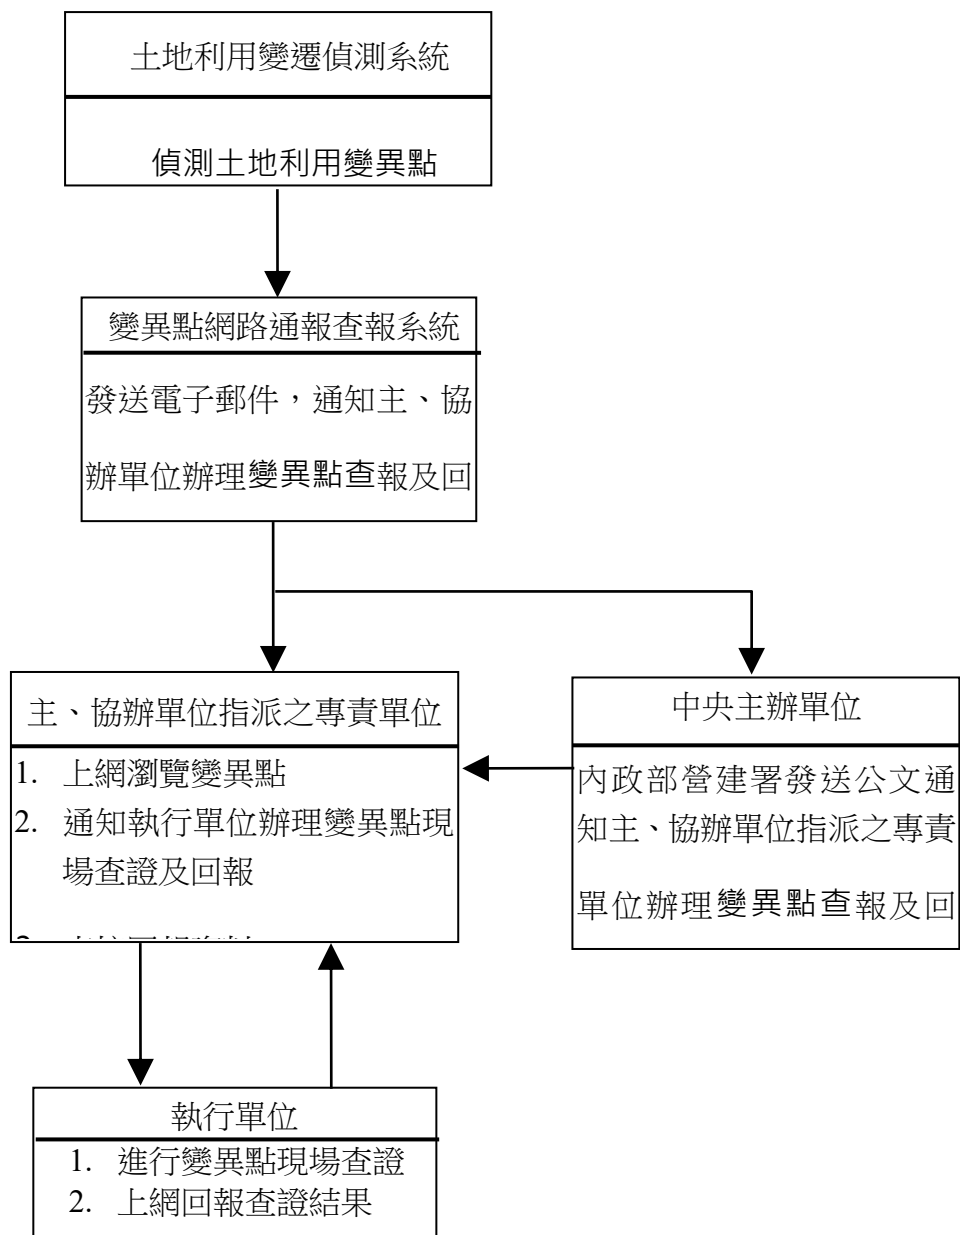 土地利用變遷偵測系統
偵測土地利用變異點
變異點網路通報查報系統
發送電子郵件，通知主、協
辦單位辦理變異點查報及回
主、協辦單位指派之專責單位
1. 上網瀏覽變異點
2. 通知執行單位辦理變異點現
場查證及回報
中央主辦單位
內政部營建署發送公文通
知主、協辦單位指派之專責
單位辦理變異點查報及回
執行單位
1. 進行變異點現場查證
2. 上網回報查證結果